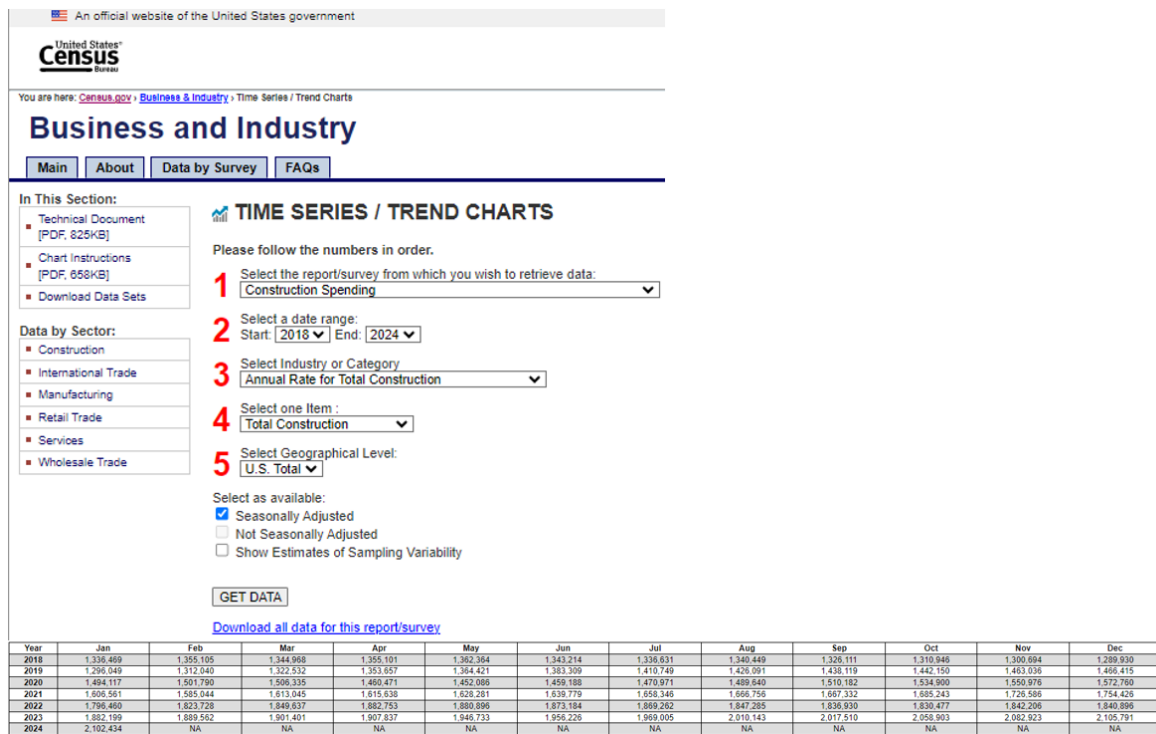 An official website of the United States government
United States®
Census
Bureau
You are here: Census.gov › Business & Industry › Time Series / Trend Charts
Business and Industry
Main About Data by Survey FAQs
In This Section:
Technical Document
[PDF, 825KB]
Chart Instructions
[PDF, 658KB]
Download Data Sets
Data by Sector:
Construction
International Trade
Manufacturing
Retail Trade
Services
Wholesale Trade
TIME SERIES / TREND CHARTS
Please follow the numbers in order.
1 Select the report/survey from which you wish to retrieve data:
Construction Spending
2 Select a date range:
Start: 2018 End: 2024
3 Select Industry or Category
Annual Rate for Total Construction
4 Select one Item :
Total Construction
5 Select Geographical Level:
U.S. Total
Select as available:
Seasonally Adjusted
Not Seasonally Adjusted
Show Estimates of Sampling Variability
GET DATA
Download all data for this report/survey
Year Jan Feb Mar Apr May Jun Jul Aug Sep Oct Nov Dec
2018 1,336,469 1,355,105 1,344,968 1,355,101 1,362,364 1,343,214 1,336,631 1,340,449 1,326,111 1,310,946 1,300,694 1,289,930
2019 1,296,049 1,312,040 1,322,532 1,353,657 1,364,421 1,383,309 1,410,749 1,426,091 1,438,119 1,442,150 1,463,036 1,466,415
2020 1,494,117 1,501,790 1,506,335 1,460,471 1,452,086 1,459,188 1,470,971 1,489,640 1,510,182 1,534,900 1,550,976 1,572,760
2021 1,606,561 1,585,044 1,613,045 1,615,638 1,628,281 1,639,779 1,658,346 1,666,756 1,667,332 1,685,243 1,726,586 1,754,426
2022 1,796,460 1,823,728 1,849,637 1,882,753 1,880,896 1,873,184 1,869,262 1,847,285 1,836,930 1,830,477 1,842,206 1,840,896
2023 1,882,199 1,889,562 1,901,401 1,907,837 1,946,733 1,956,226 1,969,005 2,010,143 2,017,510 2,058,903 2,082,923 2,105,791
2024 2,102,434 NA NA NA NA NA NA NA NA NA NA NA